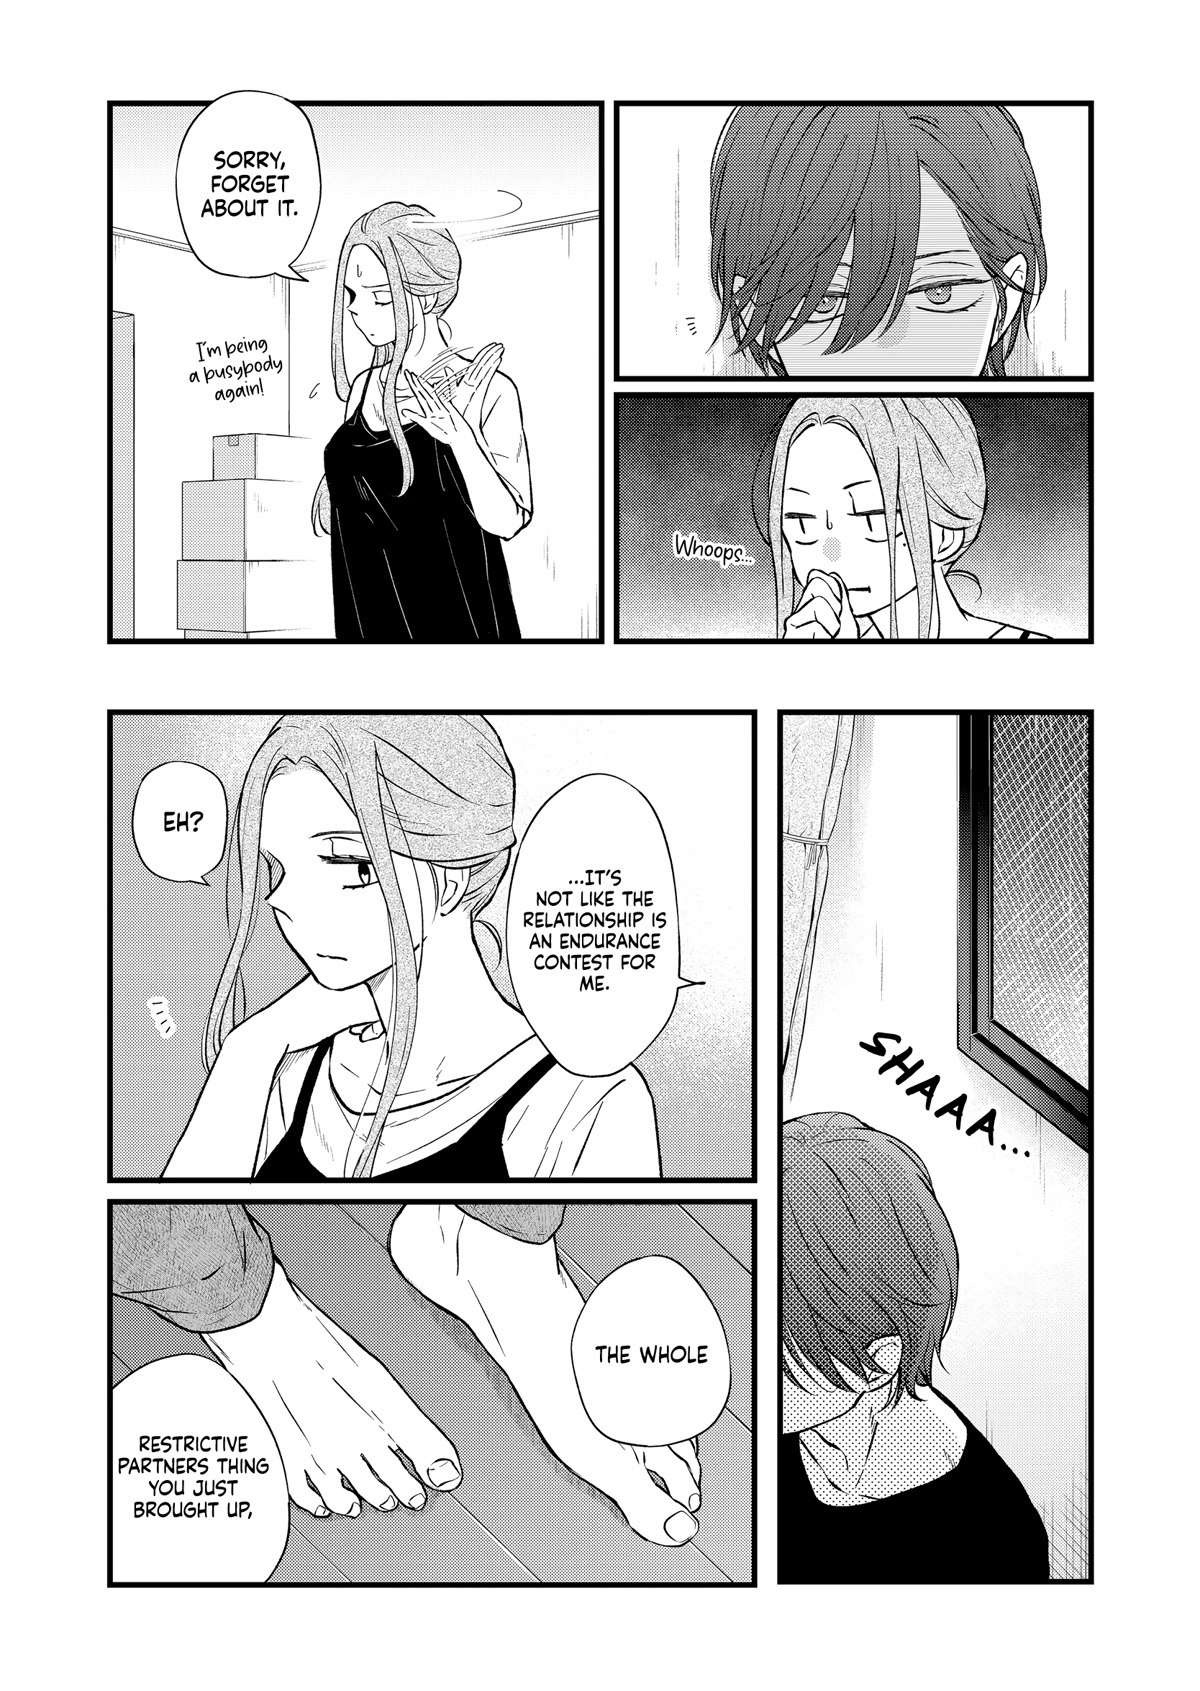 Whoops...
SORRY,
FORGET
ABOUT IT.
I'm being
a busybody
again!
SHAAA...
...IT'S
NOT LIKE THE
RELATIONSHIP IS
AN ENDURANCE
CONTEST FOR
ME.
EH?
THE WHOLE
RESTRICTIVE
PARTNERS THING
YOU JUST
BROUGHT UP,